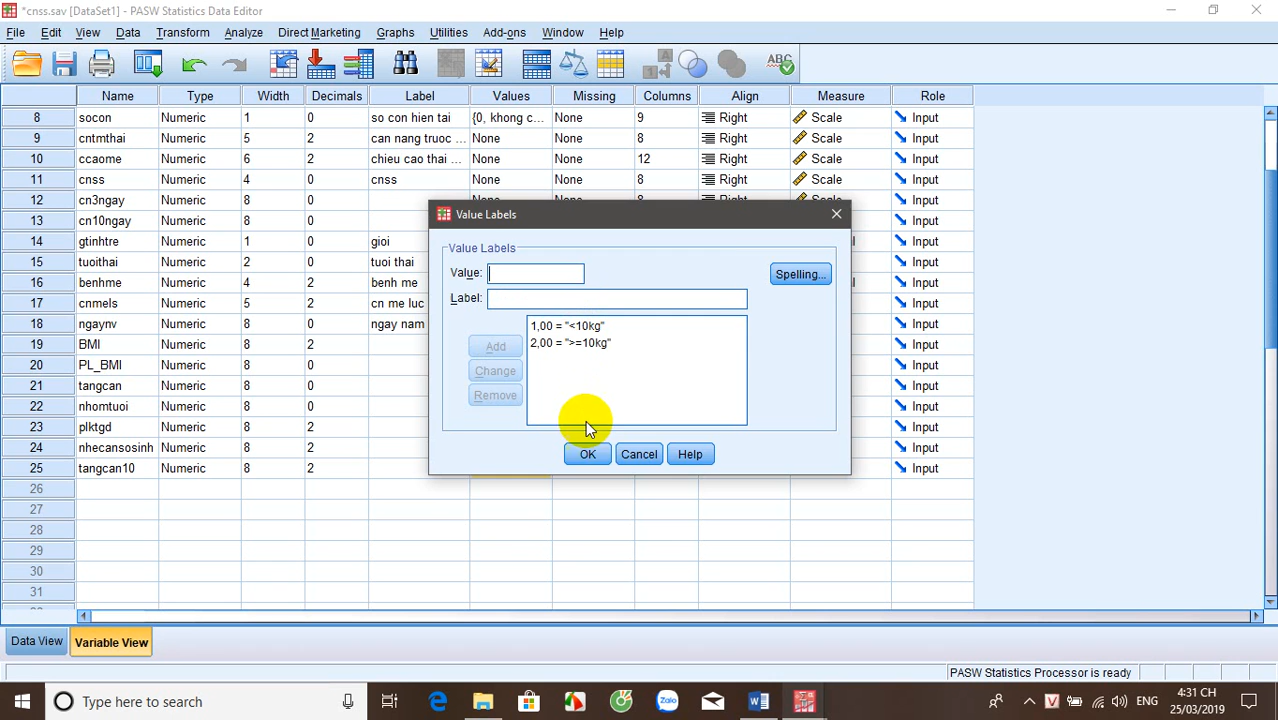 *cnss.sav [DataSet1] - PASW Statistics Data Editor
File Edit View Data Transform Analyze Direct Marketing Graphs Utilities Add-ons Window Help
Name Type Width Decimals Label Values Missing Columns Align Measure Role
8 socon Numeric 1 0 so con hien tai {0, khong c... None 9 Right Scale Input
9 cntmthai Numeric 5 2 can nang truoc ... None None 8 Right Scale Input
10 ccaome Numeric 6 2 chieu cao thai ... None None 12 Right Scale Input
11 cnss Numeric 4 0 cnss None None 8 Right Scale Input
12 cn3ngay Numeric 8 0 Input
13 cn10ngay Numeric 8 0 Input
14 gtinhtre Numeric 1 0 gioi Input
15 tuoithai Numeric 2 0 tuoi thai Input
16 benhme Numeric 4 0 benh me Input
17 cnmels Numeric 3 0 cn me luc Input
18 ngaynv Numeric 8 0 ngay nam Input
19 BMI Numeric 8 0 Input
20 PL_BMI Numeric 8 0 Input
21 tangcan Numeric 8 0 Input
22 nhomtuoi Numeric 8 0 Input
23 plktgd Numeric 8 2 Input
24 nhecansosinh Numeric 8 2 Input
25 tangcan10 Numeric 8 2 Input
26
27
28
29
30
31
Value Labels
Value Labels
Value:
Spelling...
Label:
1,00 = "<10kg"
2,00 = ">=10kg"
Add
Change
Remove
OK Cancel Help
Data View Variable View
PASW Statistics Processor is ready
Type here to search
Zalo
ENG
4:31 CH
25/03/2019